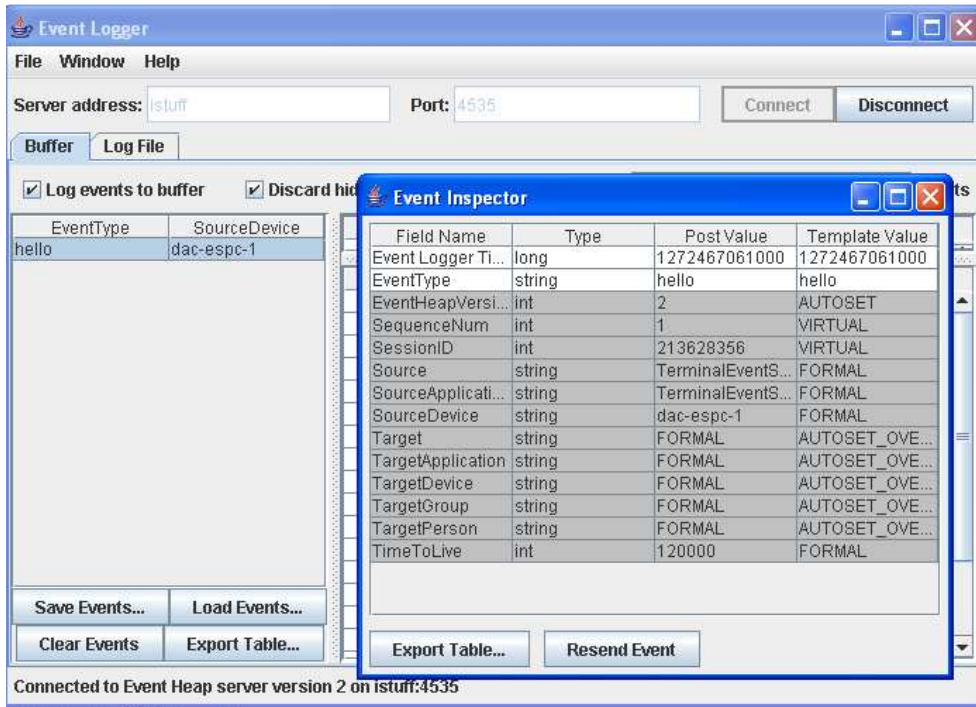 Event Logger
File Window Help
Server address: istuff Port: 4535 Connect Disconnect
Buffer Log File
Log events to buffer Discard hid ts
EventType SourceDevice
hello dac-espc-1
Save Events... Load Events...
Clear Events Export Table...
Event Inspector
Field Name Type Post Value Template Value
Event Logger Ti... long 1272467061000 1272467061000
EventType string hello hello
EventHeapVersi... int 2 AUTOSET
SequenceNum int 1 VIRTUAL
SessionID int 213628356 VIRTUAL
Source string TerminalEventS... FORMAL
SourceApplicati... string TerminalEventS... FORMAL
SourceDevice string dac-espc-1 FORMAL
Target string FORMAL AUTOSET_OVE...
TargetApplication string FORMAL AUTOSET_OVE...
TargetDevice string FORMAL AUTOSET_OVE...
TargetGroup string FORMAL AUTOSET_OVE...
TargetPerson string FORMAL AUTOSET_OVE...
TimeToLive int 120000 FORMAL
Export Table... Resend Event
Connected to Event Heap server version 2 on istuff:4535